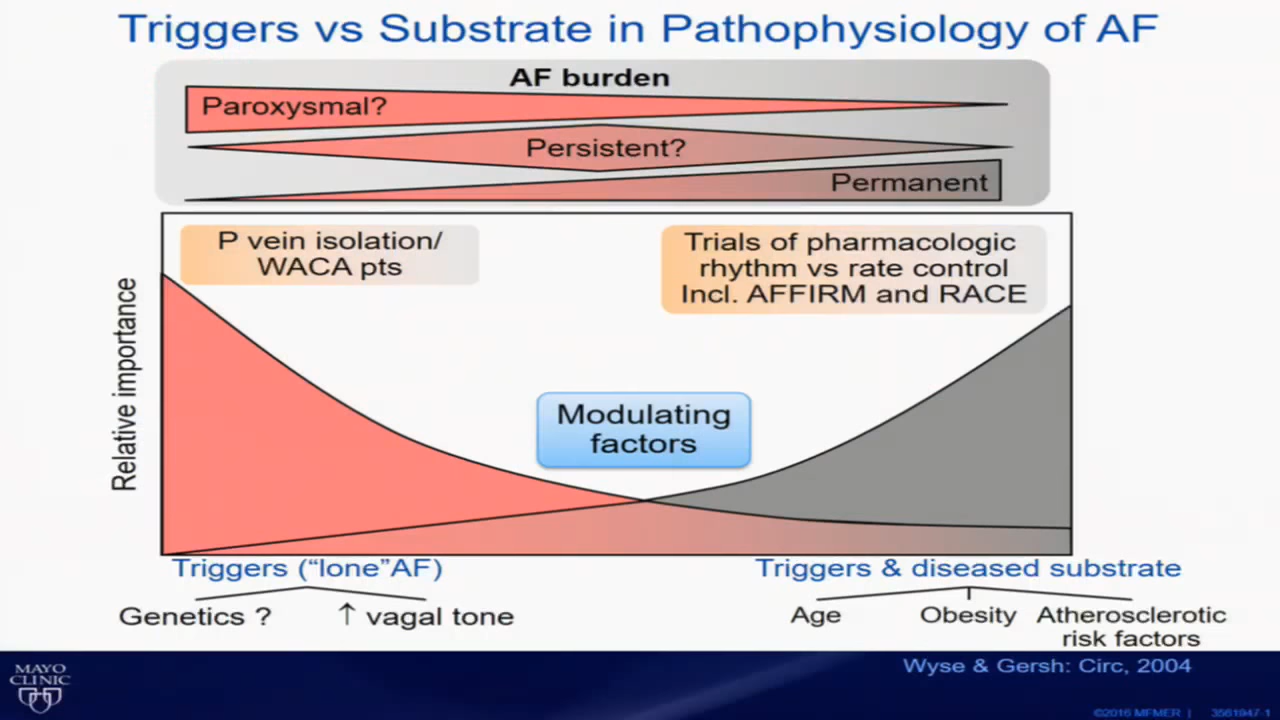 Triggers vs Substrate in Pathophysiology of AF
AF burden
Paroxysmal?
Persistent?
Permanent
P vein isolation/
WACA pts
Trials of pharmacologic
rhythm vs rate control
Incl. AFFIRM and RACE
Relative importance
Modulating
factors
Triggers (“lone”AF)
Genetics ?
↑ vagal tone
Triggers & diseased substrate
Age
Obesity
Atherosclerotic
risk factors
Wyse & Gersh: Circ, 2004
MAYO
CLINIC
©2016 MFMER | 3561947-1